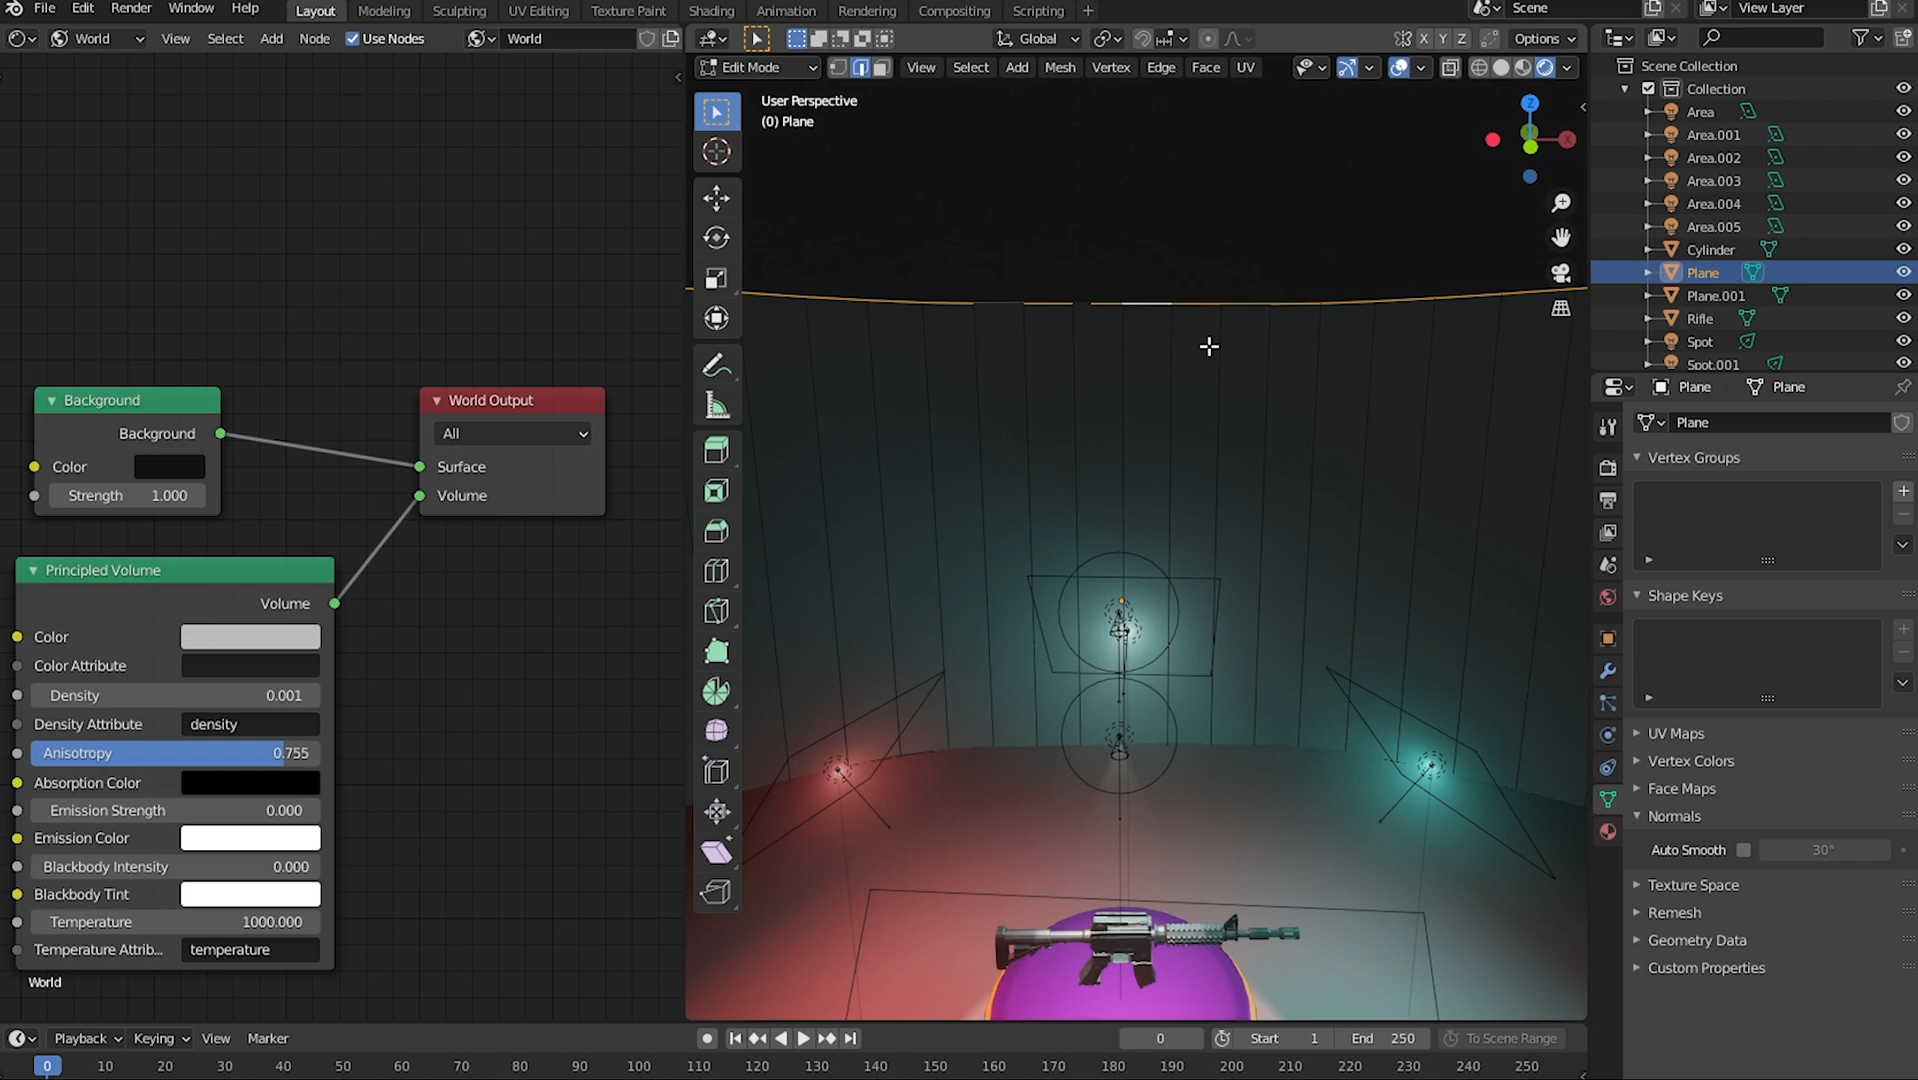 File Edit Render Window Help Layout Modeling Sculpting UV Editing Texture Paint Shading Animation Rendering Compositing Scripting + Scene View Layer
World View Select Add Node Use Nodes World Global X Y Z Options
Edit Mode View Select Add Mesh Vertex Edge Face UV
User Perspective
(0) Plane
Z
X
Scene Collection
Collection
Area
Area.001
Area.002
Area.003
Area.004
Area.005
Cylinder
Plane
Plane.001
Rifle
Spot
Spot.001
Background
Background
Color
Strength 1.000
World Output
All
Surface
Volume
Principled Volume
Volume
Color
Color Attribute
Density 0.001
Density Attribute density
Anisotropy 0.755
Absorption Color
Emission Strength 0.000
Emission Color
Blackbody Intensity 0.000
Blackbody Tint
Temperature 1000.000
Temperature Attrib... temperature
World
Plane Plane
Plane
Vertex Groups
Shape Keys
UV Maps
Vertex Colors
Face Maps
Normals
Auto Smooth 30°
Texture Space
Remesh
Geometry Data
Custom Properties
Playback Keying View Marker 0 Start 1 End 250 To Scene Range
0 10 20 30 40 50 60 70 80 90 100 110 120 130 140 150 160 170 180 190 200 210 220 230 240 250